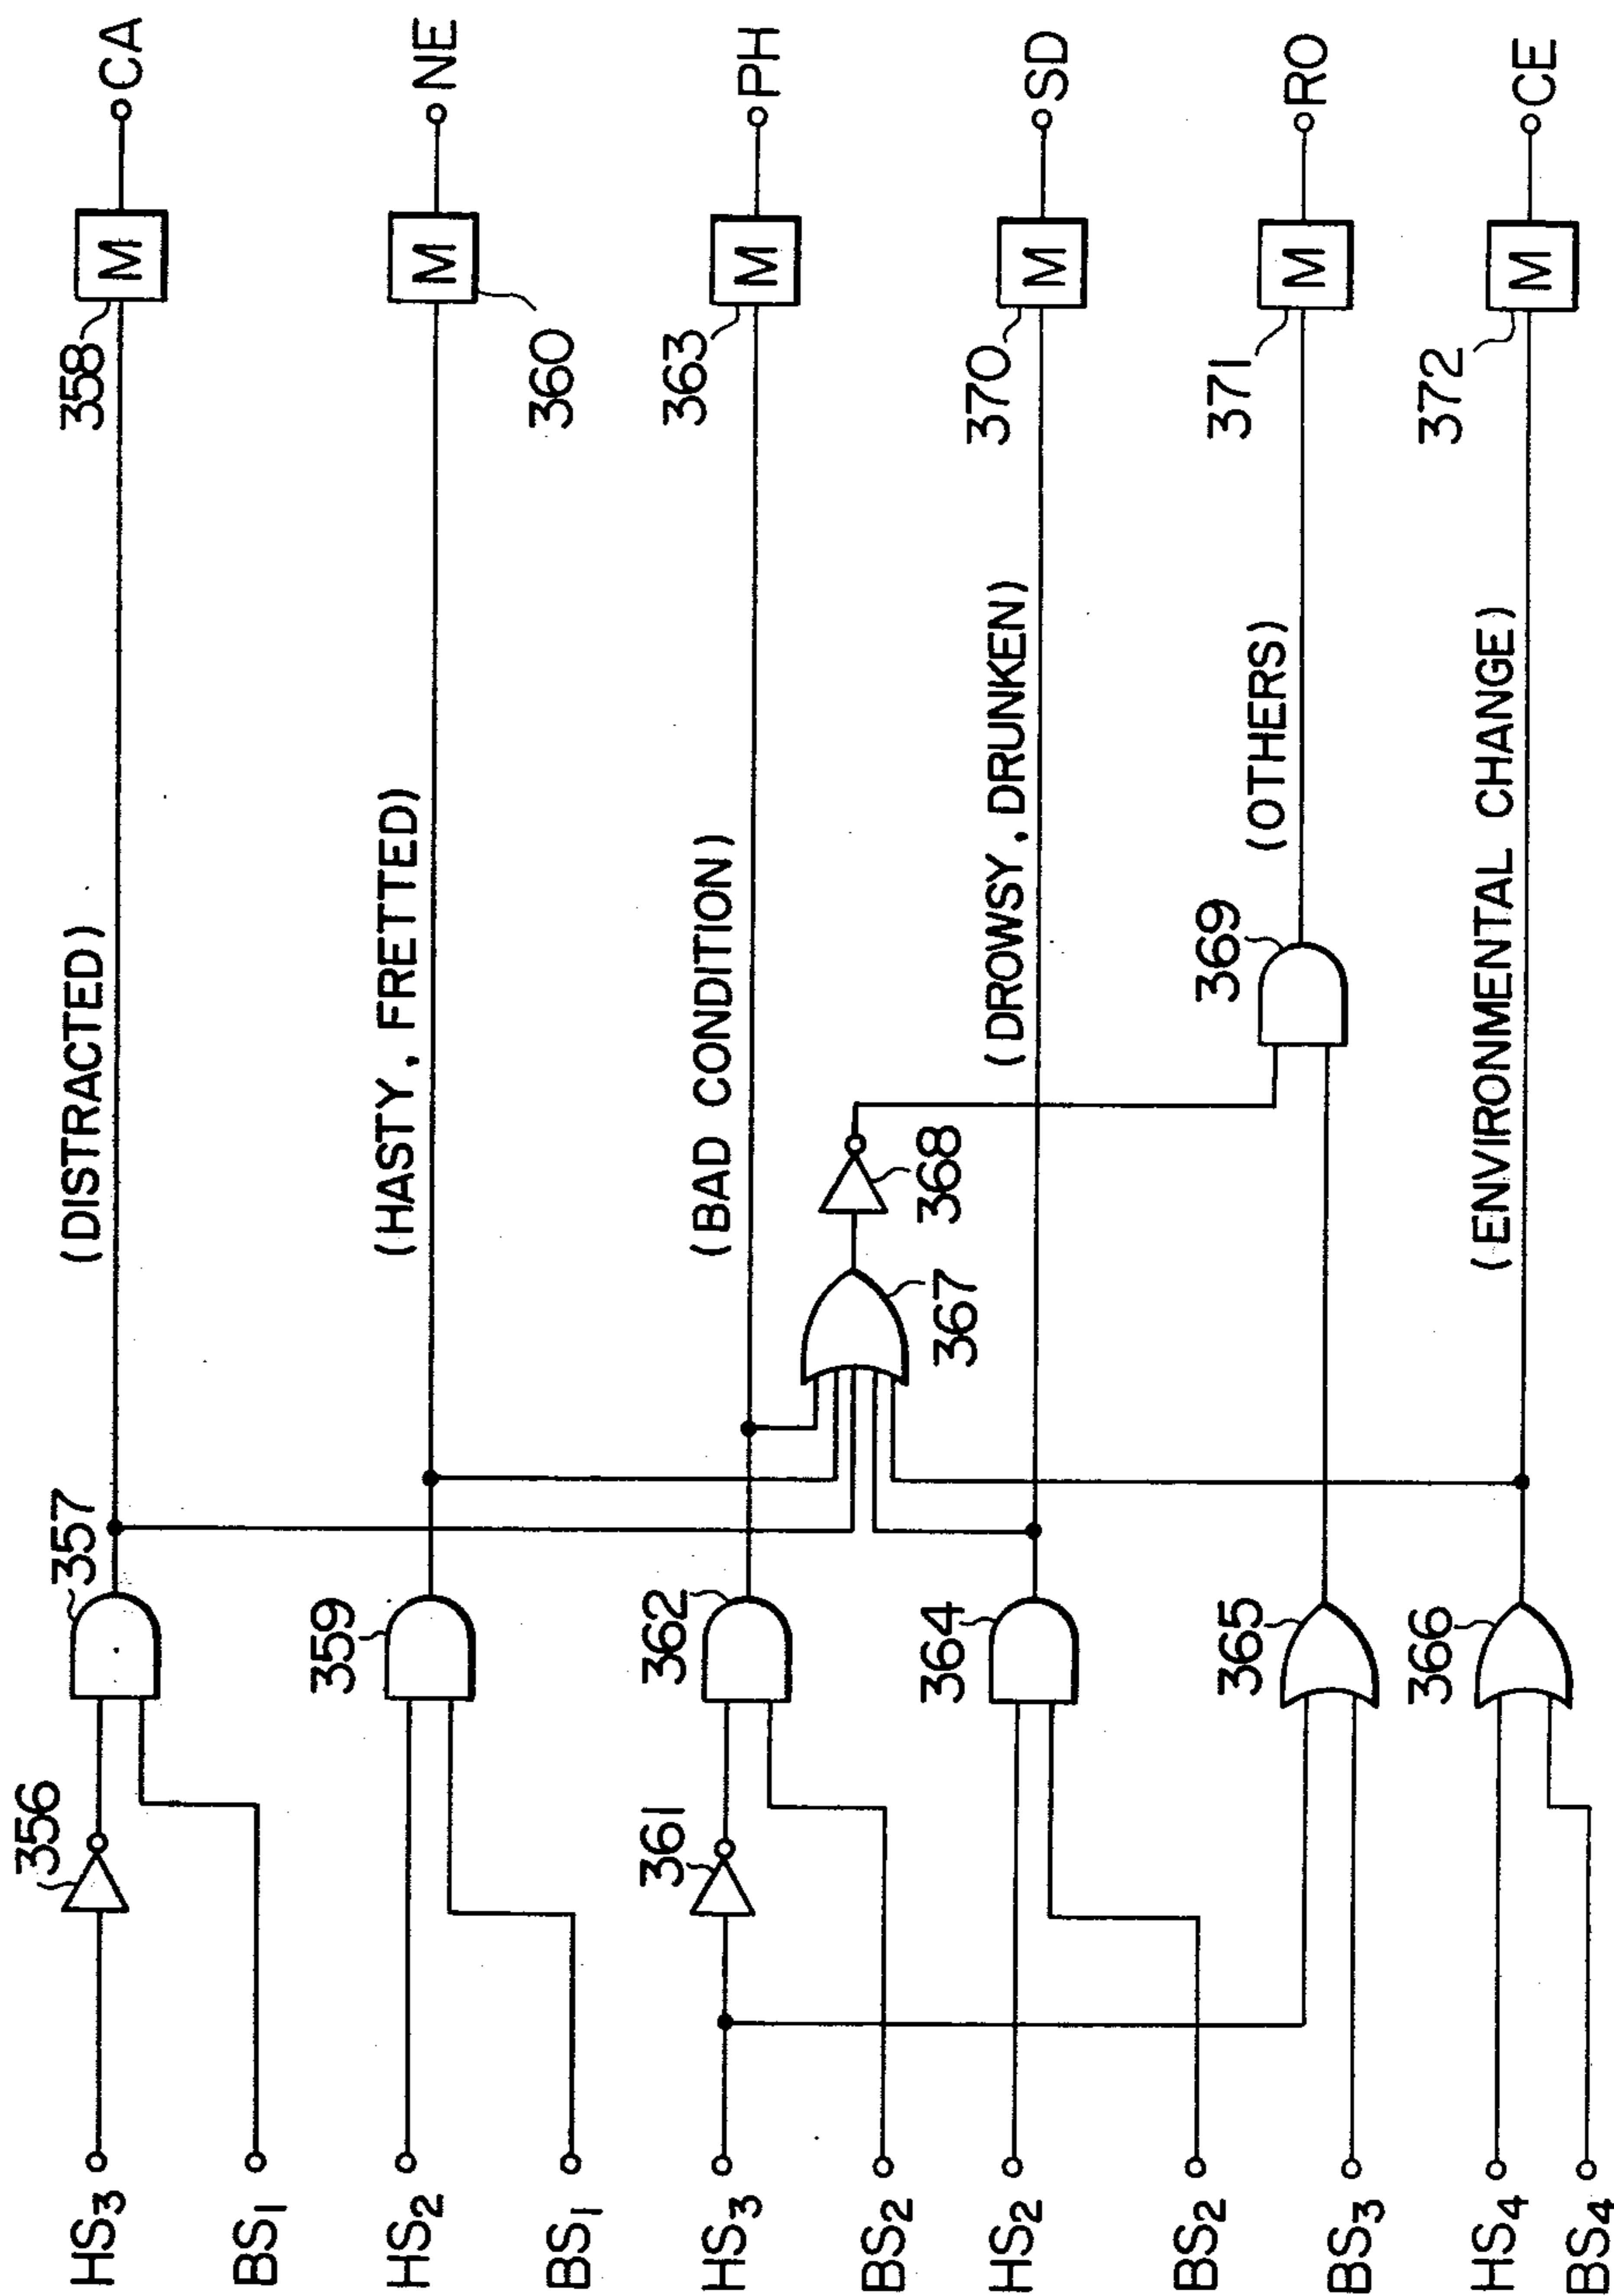 HS3
BS1
HS2
BS1
HS3
BS2
HS2
BS2
BS3
HS4
BS4
356
357
359
361
362
364
365
366
367
368
369
(DISTRACTED)
(HASTY, FRETTED)
(BAD CONDITION)
(DROWSY, DRUNKEN)
(OTHERS)
(ENVIRONMENTAL CHANGE)
358
360
363
370
371
372
M
M
M
M
M
M
CA
NE
PH
SD
RO
CE